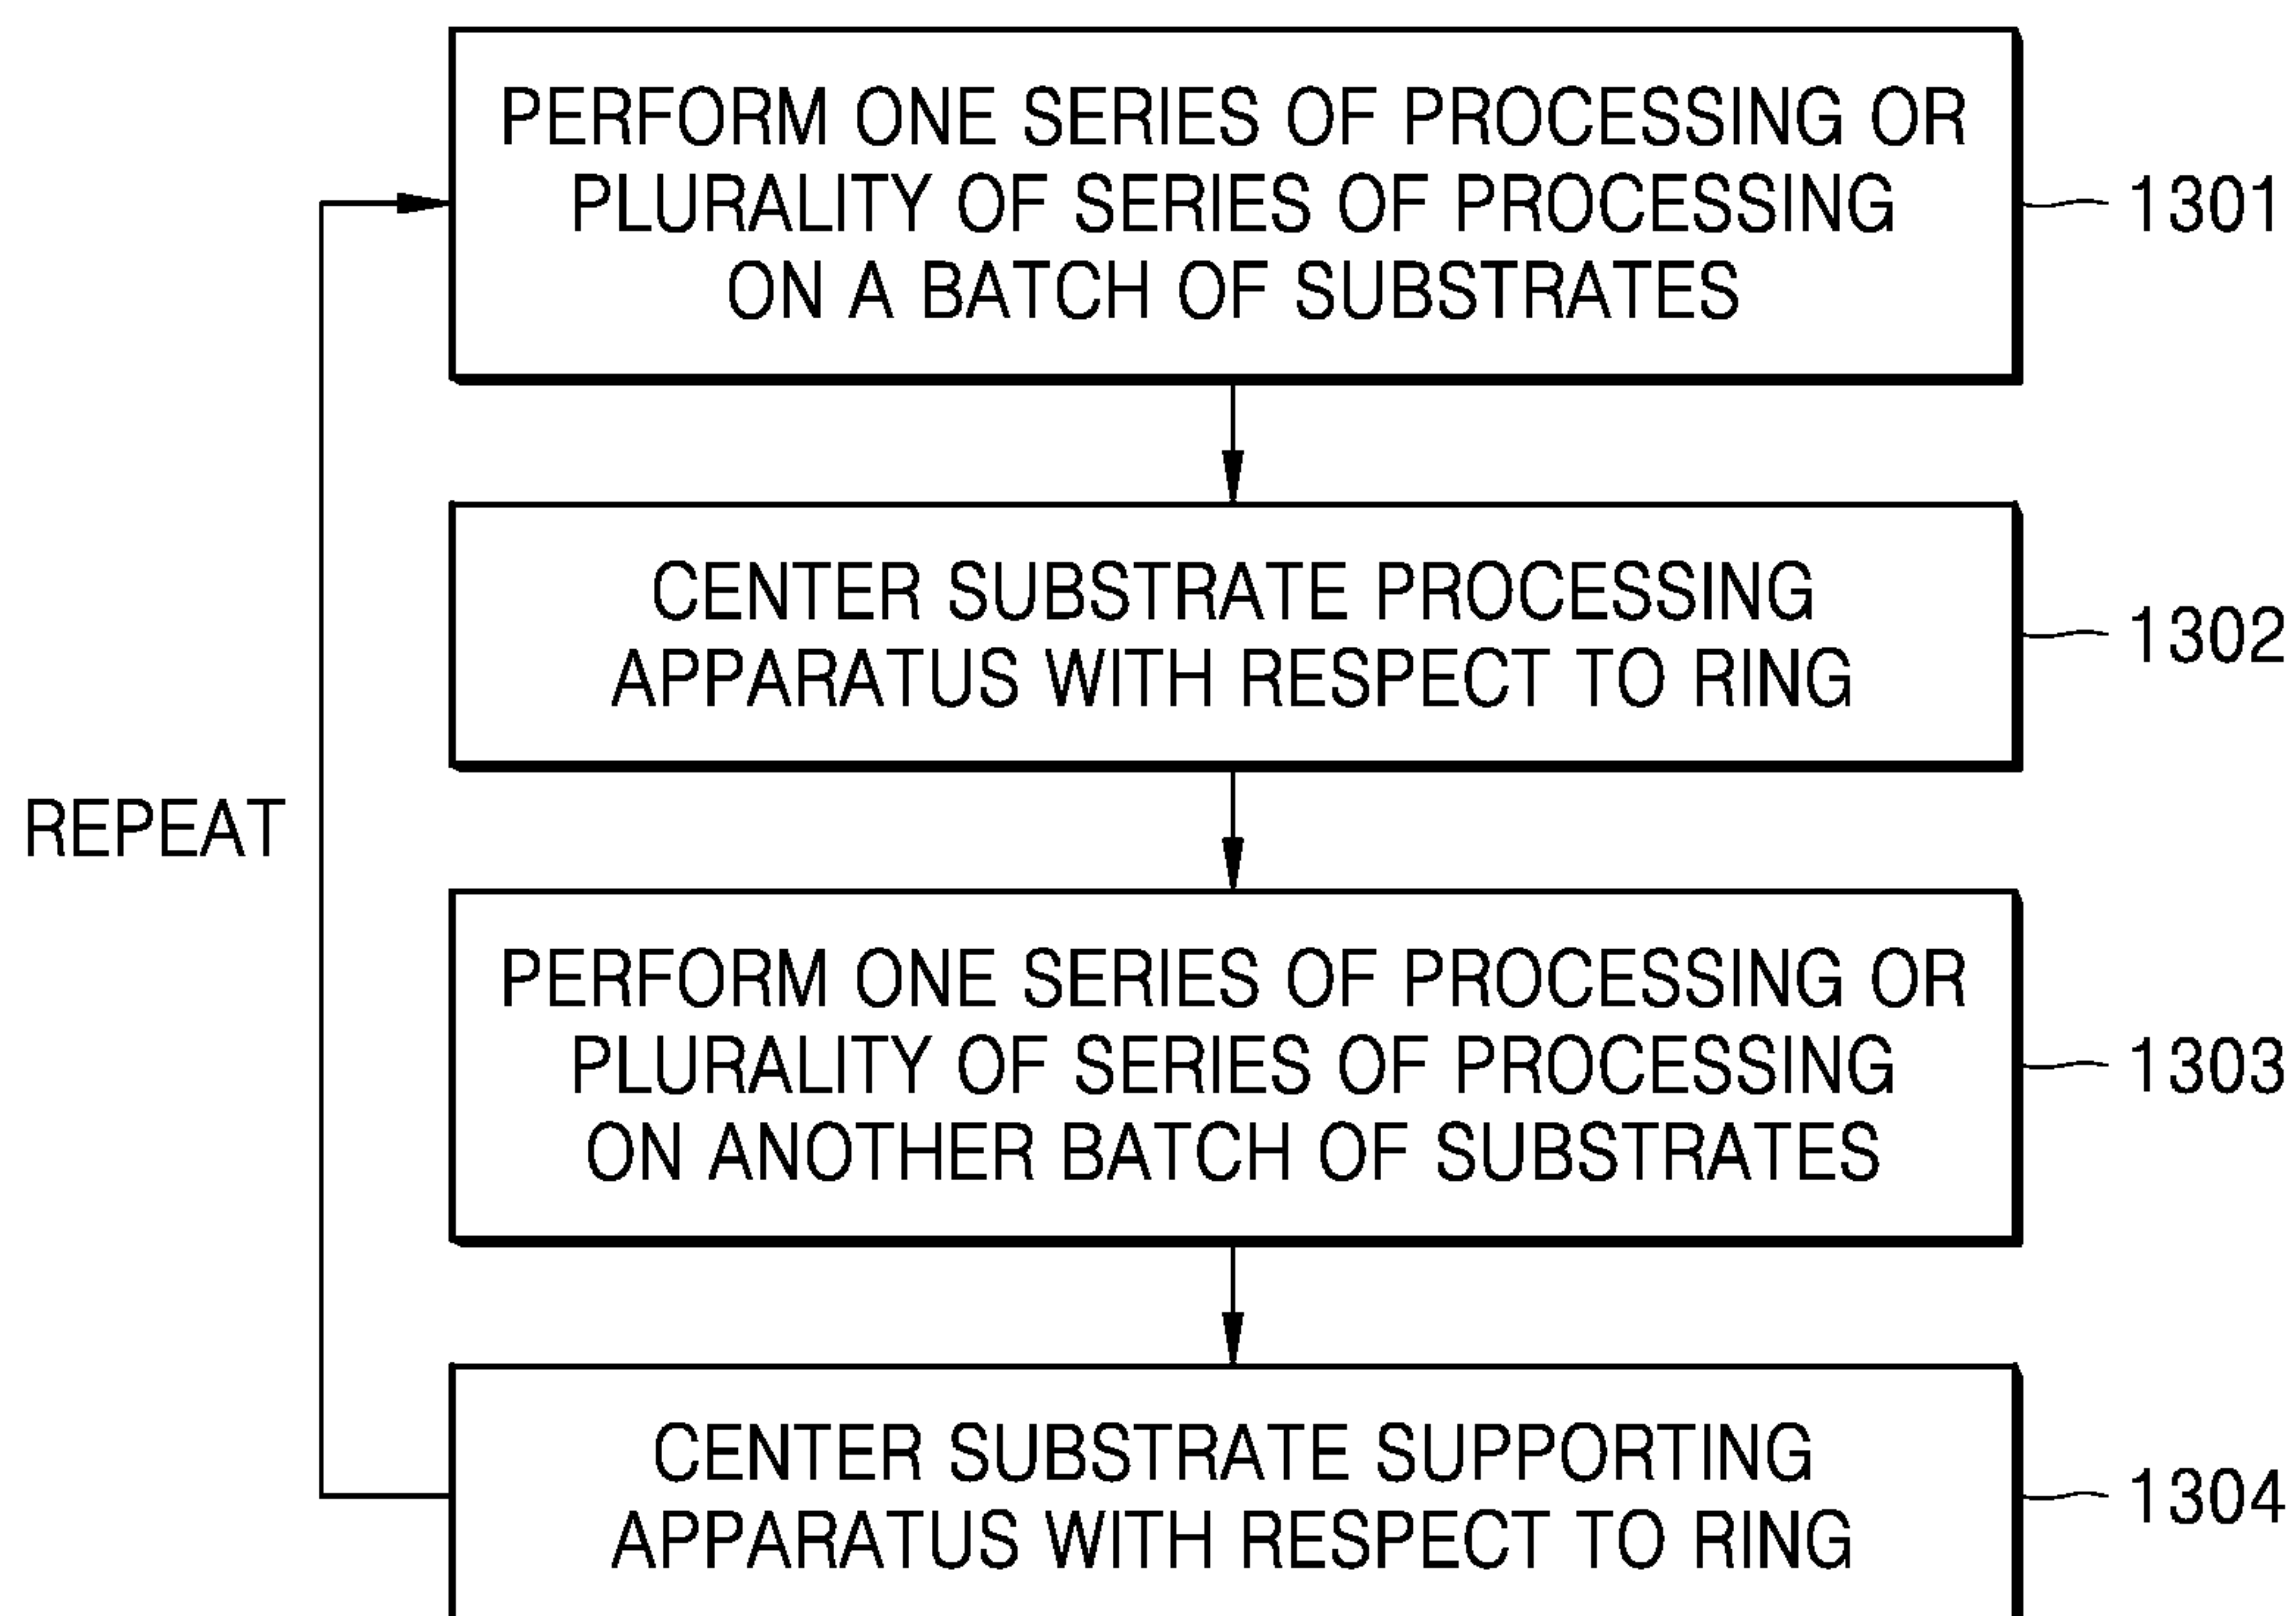 PERFORM ONE SERIES OF PROCESSING OR
PLURALITY OF SERIES OF PROCESSING
ON A BATCH OF SUBSTRATES
1301
CENTER SUBSTRATE PROCESSING
APPARATUS WITH RESPECT TO RING
1302
REPEAT
PERFORM ONE SERIES OF PROCESSING OR
PLURALITY OF SERIES OF PROCESSING
ON ANOTHER BATCH OF SUBSTRATES
1303
CENTER SUBSTRATE SUPPORTING
APPARATUS WITH RESPECT TO RING
1304